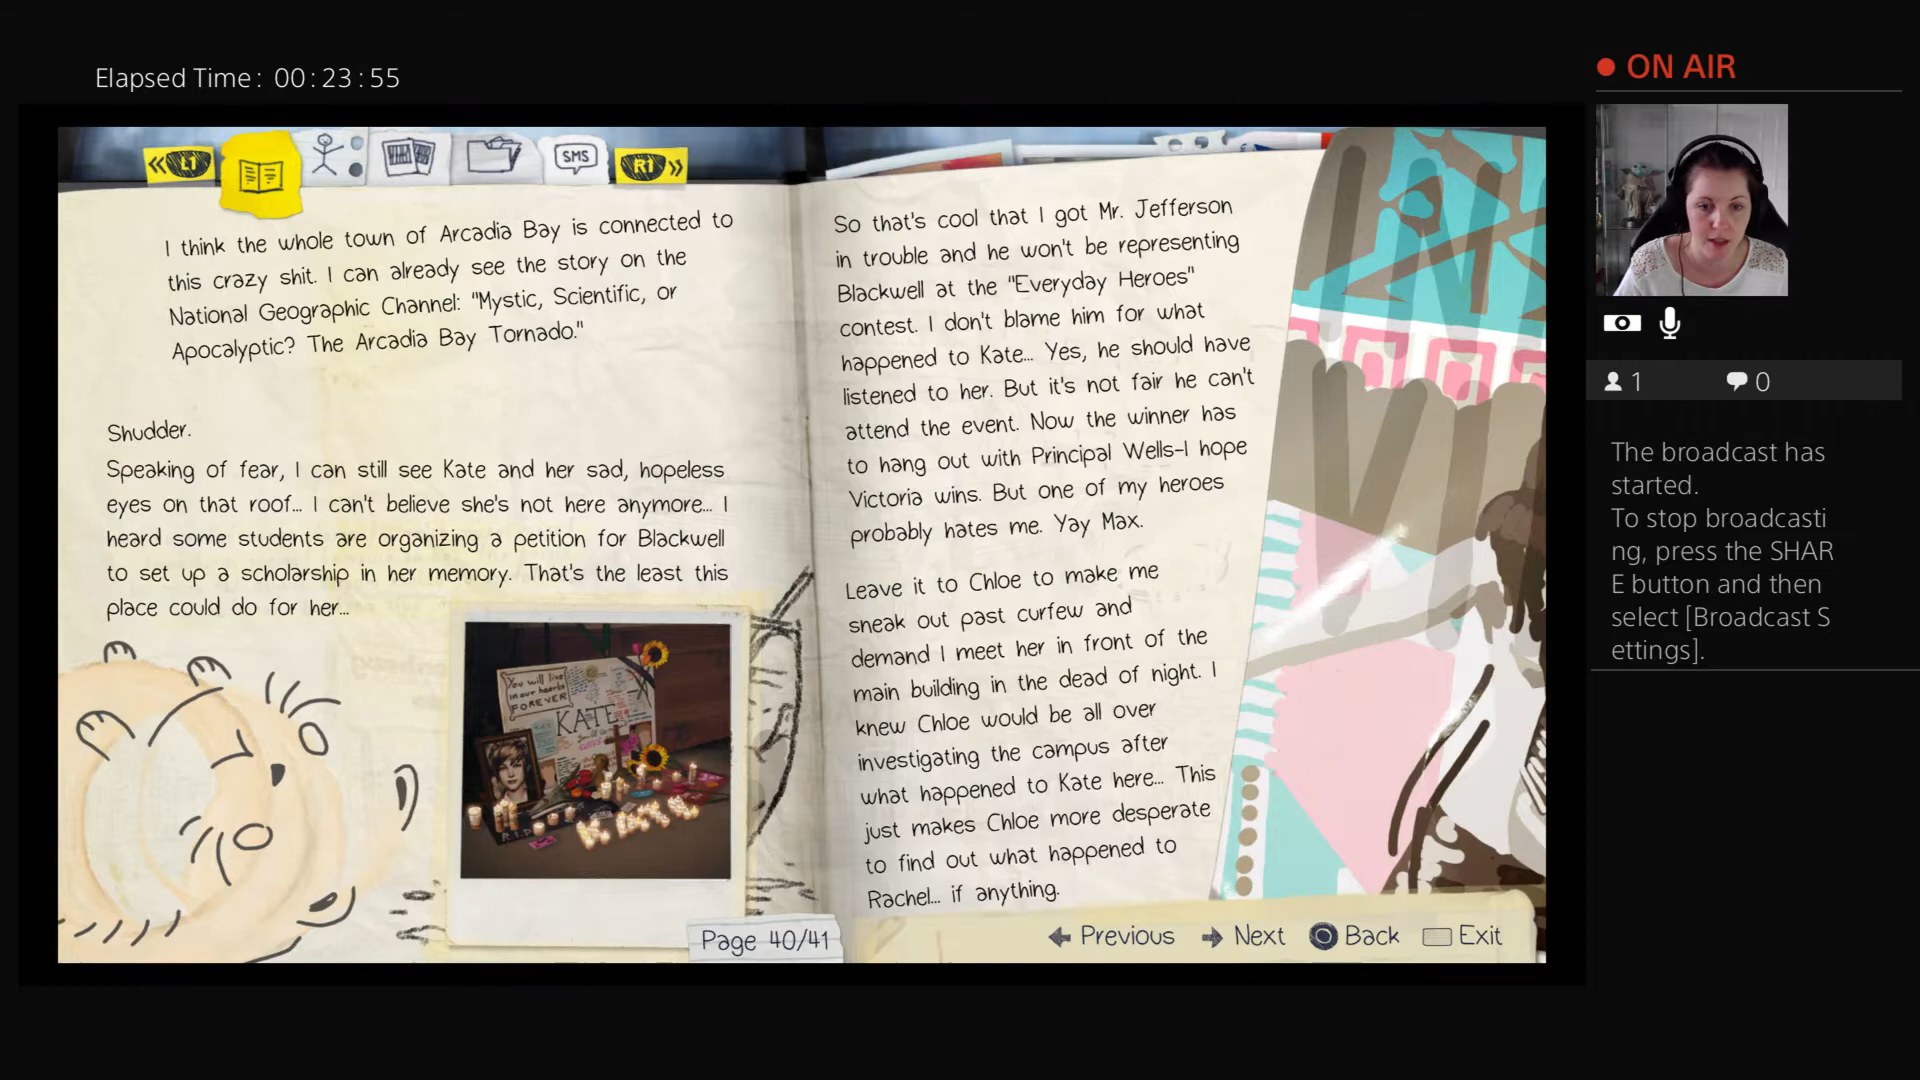 Elapsed Time: 00:23:55
ON AIR
L1
SMS
R1
I think the whole town of Arcadia Bay is connected to
this crazy shit. I can already see the story on the
National Geographic Channel: "Mystic, Scientific, or
Apocalyptic? The Arcadia Bay Tornado."
Shudder.
Speaking of fear, I can still see Kate and her sad, hopeless
eyes on that roof... I can't believe she's not here anymore... I
heard some students are organizing a petition for Blackwell
to set up a scholarship in her memory. That's the least this
place could do for her...
You will live
in our hearts
FOREVER
KATE
R.I.P
Page 40/41
So that's cool that I got Mr. Jefferson
in trouble and he won't be representing
Blackwell at the "Everyday Heroes"
contest. I don't blame him for what
happened to Kate... Yes, he should have
listened to her. But it's not fair he can't
attend the event. Now the winner has
to hang out with Principal Wells-I hope
Victoria wins. But one of my heroes
probably hates me. Yay Max.
Leave it to Chloe to make me
sneak out past curfew and
demand I meet her in front of the
main building in the dead of night. I
knew Chloe would be all over
investigating the campus after
what happened to Kate here... This
just makes Chloe more desperate
to find out what happened to
Rachel... if anything.
Previous
Next
Back
Exit
1
0
The broadcast has
started.
To stop broadcasti
ng, press the SHAR
E button and then
select [Broadcast S
ettings].